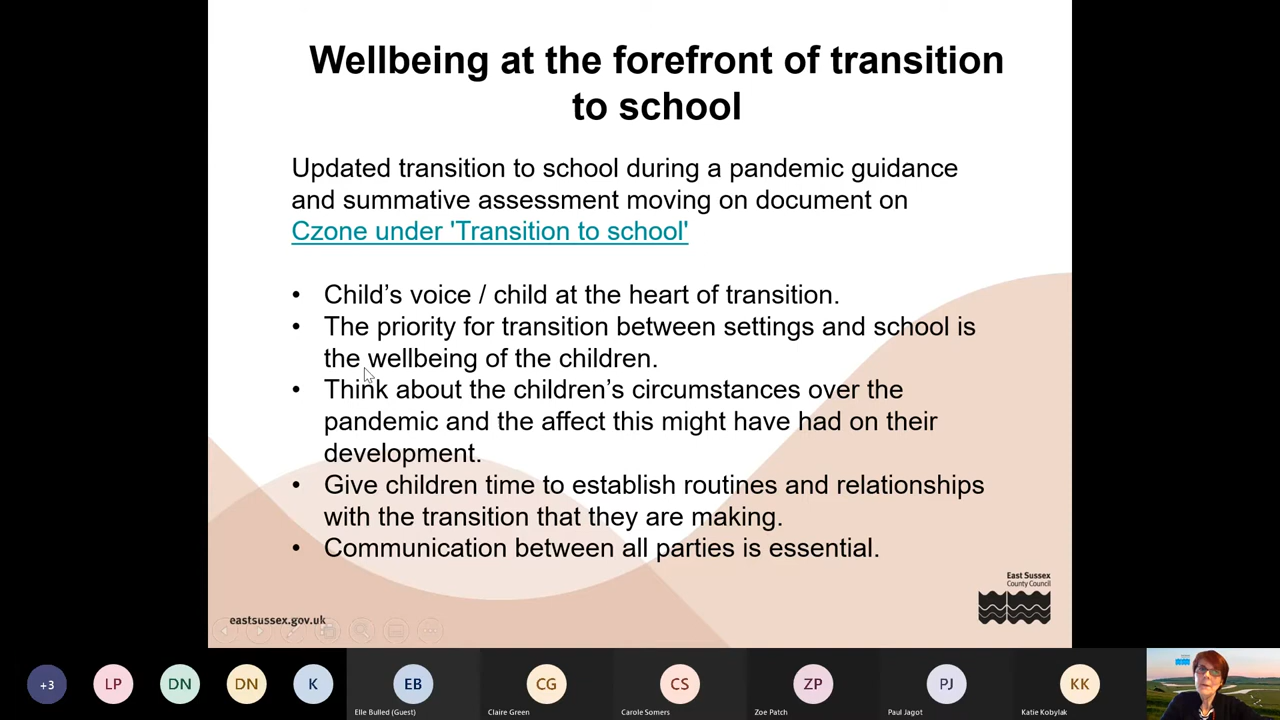 Wellbeing at the forefront of transition
to school
Updated transition to school during a pandemic guidance
and summative assessment moving on document on
Czone under 'Transition to school'
• Child’s voice / child at the heart of transition.
• The priority for transition between settings and school is
the wellbeing of the children.
• Think about the children’s circumstances over the
pandemic and the affect this might have had on their
development.
• Give children time to establish routines and relationships
with the transition that they are making.
• Communication between all parties is essential.
East Sussex
County Council
eastsussex.gov.uk
+3 LP DN DN K EB CG CS ZP PJ KK
Elle Bulled (Guest) Claire Green Carole Somers Zoe Patch Paul Jagot Katie Kobylak